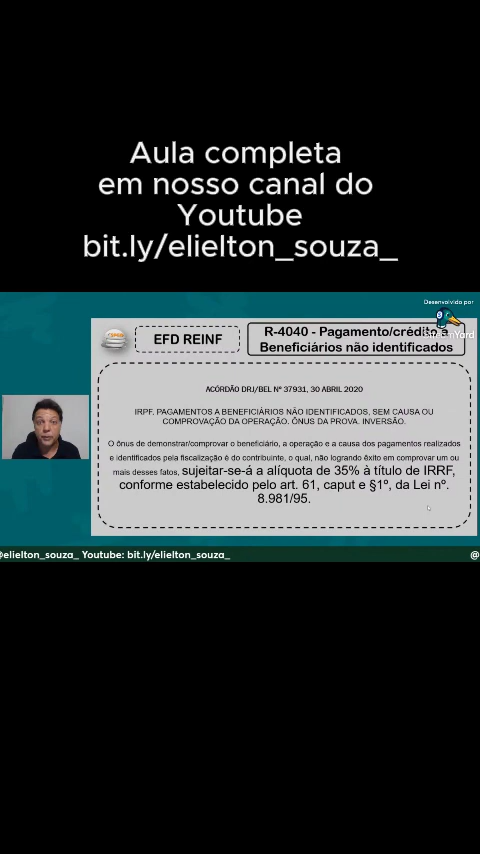 Aula completa
em nosso canal do
Youtube
bit.ly/elielton_souza_
Desenvolvido por
StreamYard
EFD REINF
R-4040 - Pagamento/crédito a
Beneficiários não identificados
ACÓRDÃO DRJ/BEL Nº 37931, 30 ABRIL 2020
IRPF. PAGAMENTOS A BENEFICIÁRIOS NÃO IDENTIFICADOS, SEM CAUSA OU
COMPROVAÇÃO DA OPERAÇÃO. ÔNUS DA PROVA. INVERSÃO.
O ônus de demonstrar/comprovar o beneficiário, a operação e a causa dos pagamentos realizados
e identificados pela fiscalização é do contribuinte, o qual, não logrando êxito em comprovar um ou
mais desses fatos, sujeitar-se-á a alíquota de 35% à título de IRRF,
conforme estabelecido pelo art. 61, caput e §1º, da Lei nº.
8.981/95.
@elielton_souza_ Youtube: bit.ly/elielton_souza_
@